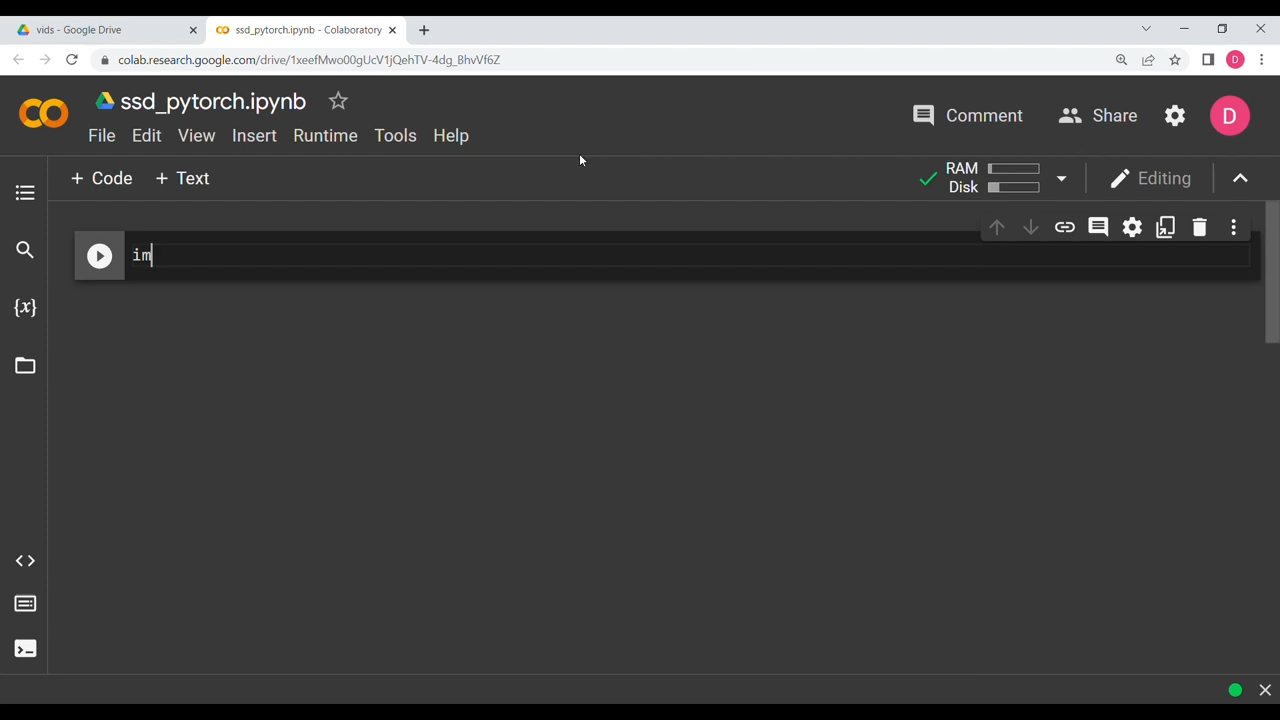 vids - Google Drive
ssd_pytorch.ipynb - Colaboratory
colab.research.google.com/drive/1xeefMwo00gUcV1jQehTV-4dg_BhvVf6Z
D
ssd_pytorch.ipynb
File Edit View Insert Runtime Tools Help
Comment
Share
D
+ Code + Text
RAM
Disk
Editing
{x}
im